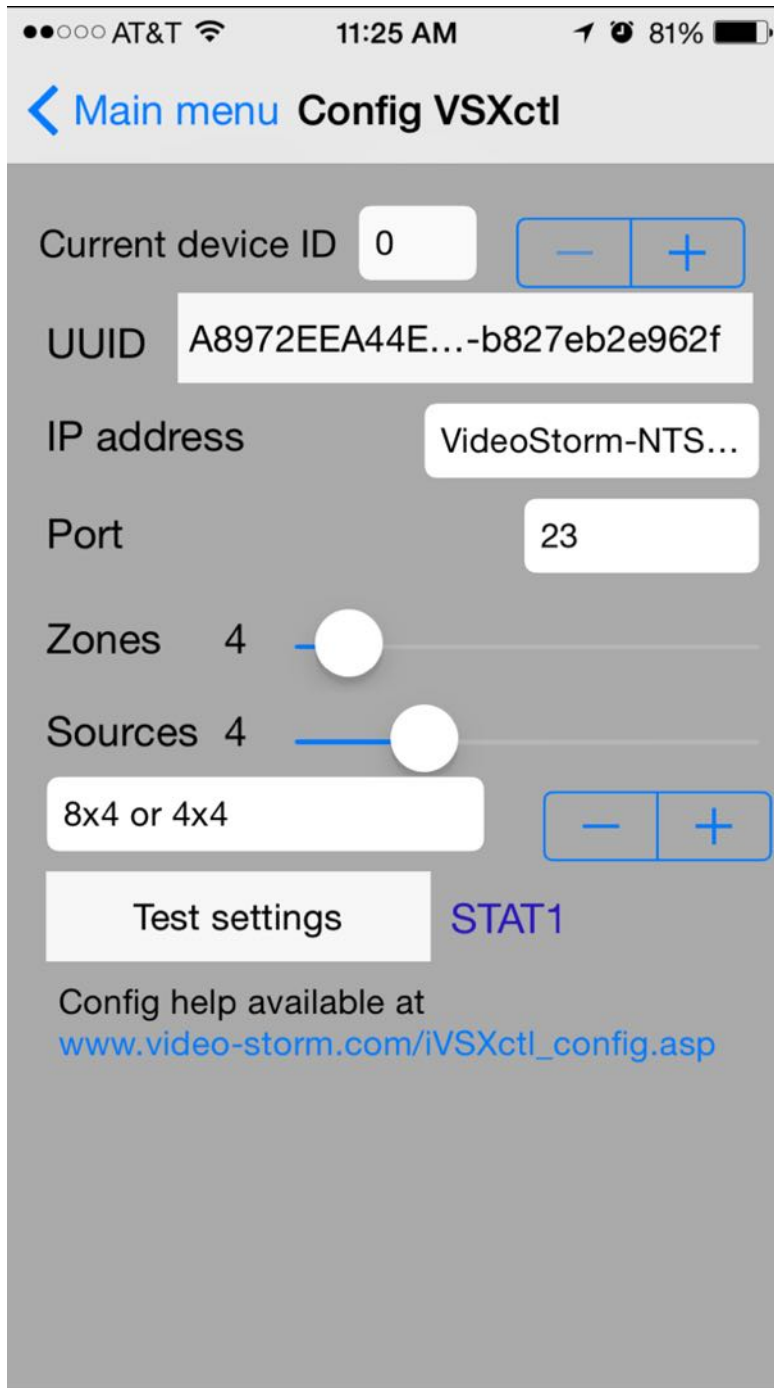 AT&T 11:25 AM 81%
Main menu Config VSXctl
Current device ID 0 − +
UUID A8972EEA44E...-b827eb2e962f
IP address VideoStorm-NTS...
Port 23
Zones 4
Sources 4
8x4 or 4x4 − +
Test settings STAT1
Config help available at
www.video-storm.com/iVSXctl_config.asp